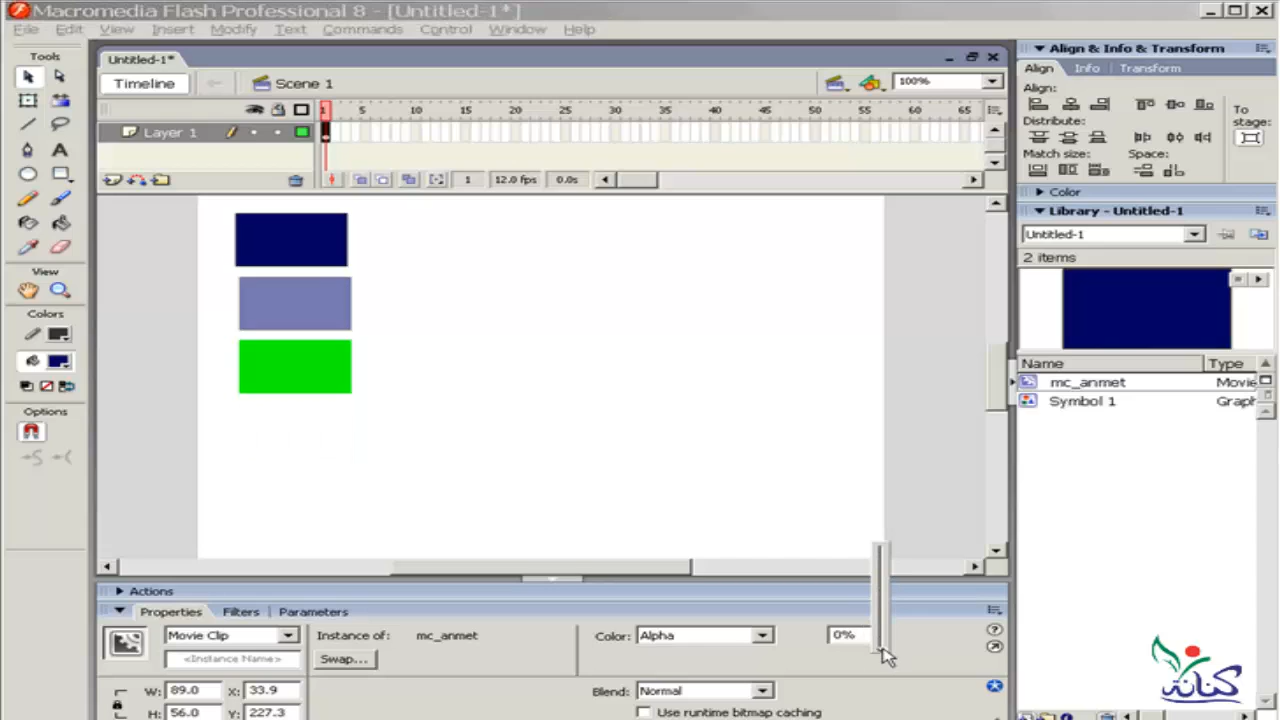 Macromedia Flash Professional 8 - [Untitled-1*]
File Edit View Insert Modify Text Commands Control Window Help
Tools
View
Colors
Options
Untitled-1*
Timeline
Scene 1
100%
1 5 10 15 20 25 30 35 40 45 50 55 60 65
Layer 1
1 12.0 fps 0.0s
Align & Info & Transform
Align Info Transform
Align:
To stage:
Distribute:
Match size: Space:
Color
Library - Untitled-1
Untitled-1
2 items
Name Type
mc_anmet Movie
Symbol 1 Graph
Actions
Properties Filters Parameters
Movie Clip Instance of: mc_anmet Color: Alpha 0%
<Instance Name> Swap...
W: 89.0 X: 33.9 Blend: Normal
H: 56.0 Y: 227.3 Use runtime bitmap caching
كنانة